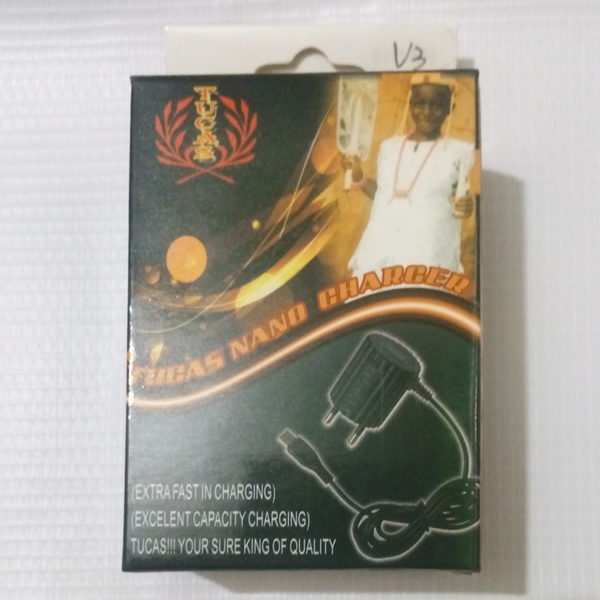 V3
TUCAS
TUCAS NANO CHARGER
(EXTRA FAST IN CHARGING)
(EXCELENT CAPACITY CHARGING)
TUCAS!!! YOUR SURE KING OF QUALITY